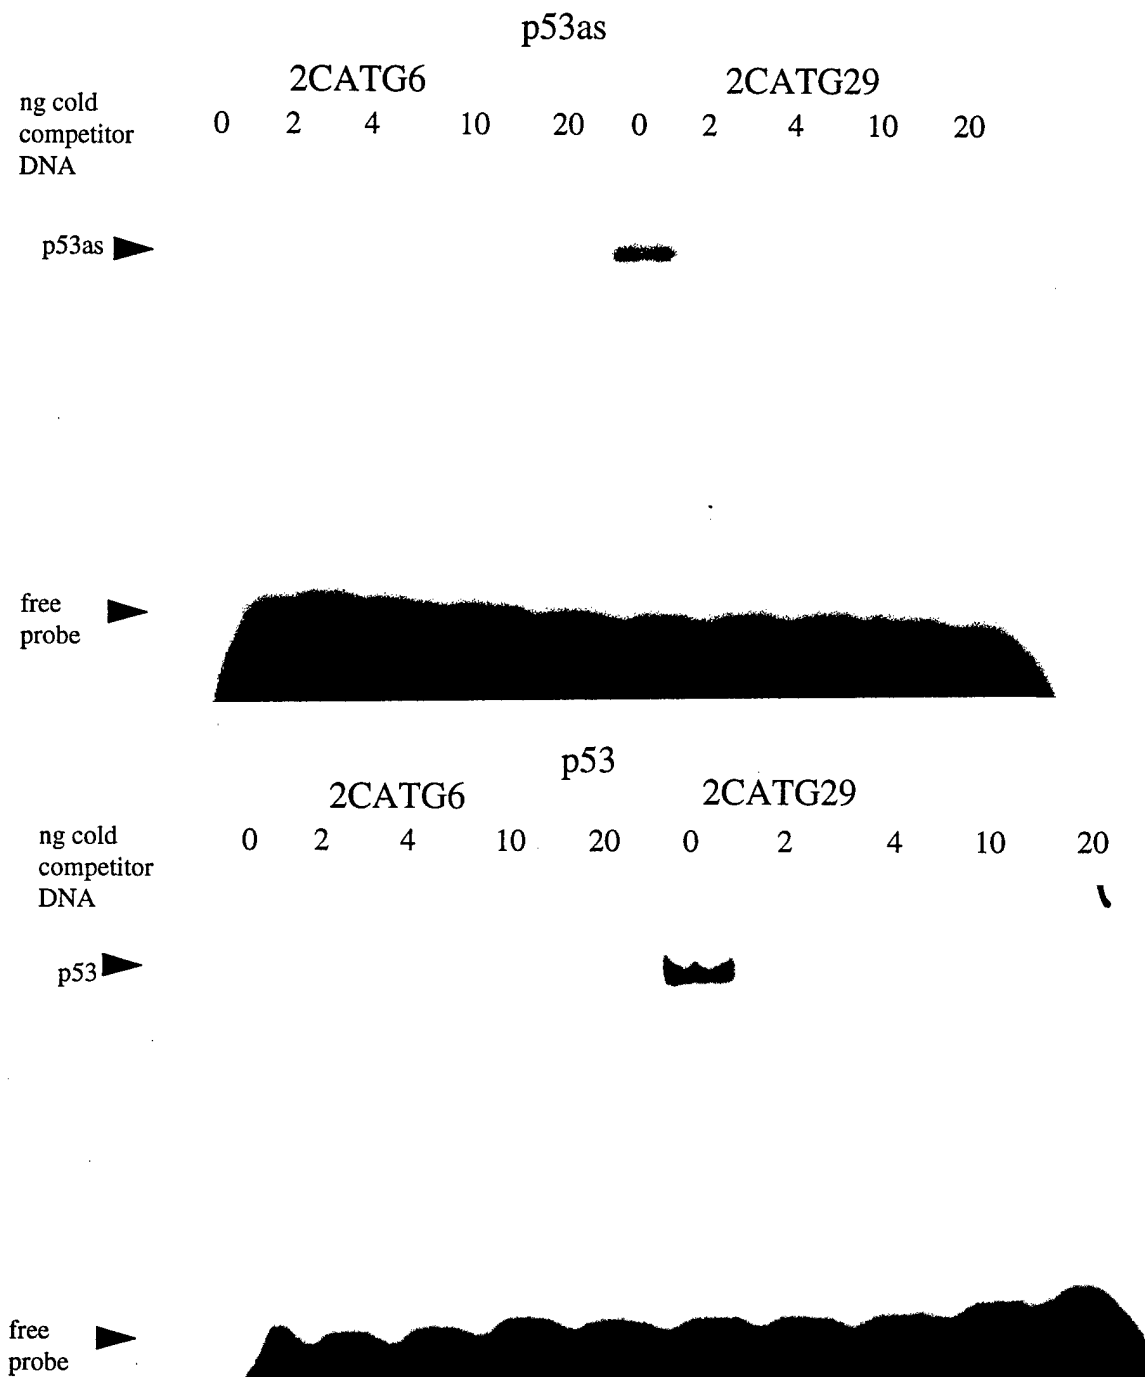 p53as
2CATG6 2CATG29
ng cold
competitor
DNA
0 2 4 10 20 0 2 4 10 20
p53as
free
probe
p53
2CATG6 2CATG29
ng cold
competitor
DNA
0 2 4 10 20 0 2 4 10 20
p53
free
probe